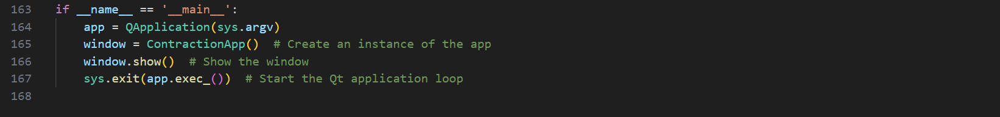 163 if __name__ == '__main__':
164     app = QApplication(sys.argv)
165     window = ContractionApp()  # Create an instance of the app
166     window.show()  # Show the window
167     sys.exit(app.exec_())  # Start the Qt application loop
168